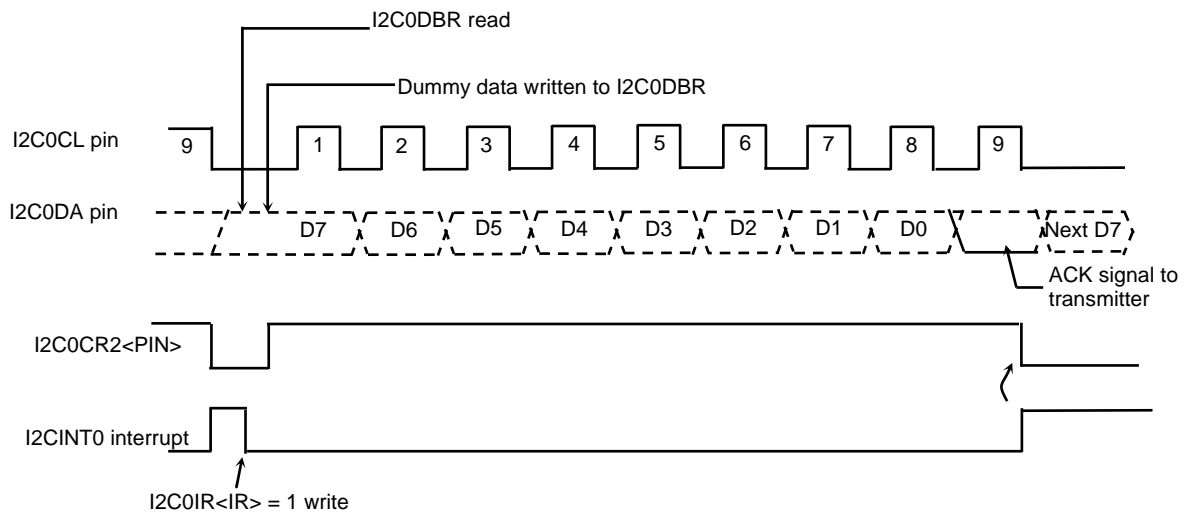 I2C0DBR read
Dummy data written to I2C0DBR
I2C0CL pin
9 1 2 3 4 5 6 7 8 9
I2C0DA pin
D7 D6 D5 D4 D3 D2 D1 D0 Next D7
ACK signal to
transmitter
I2C0CR2<PIN>
I2CINT0 interrupt
I2C0IR<IR> = 1 write